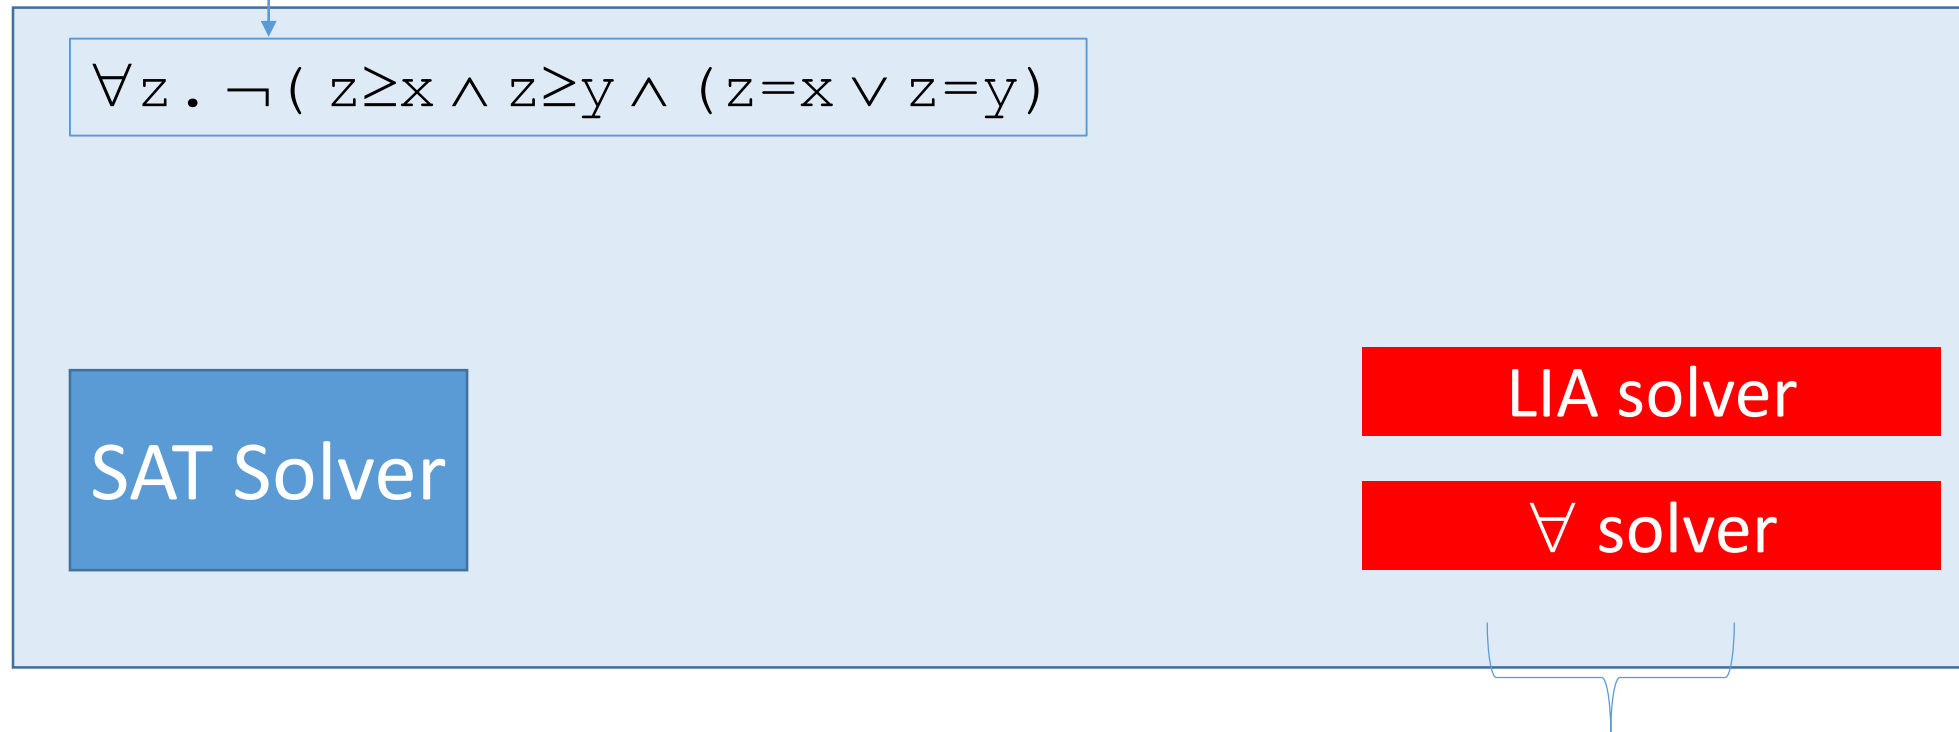 ∀z.¬( z≥x ∧ z≥y ∧ (z=x ∨ z=y)
LIA solver
SAT Solver
∀ solver